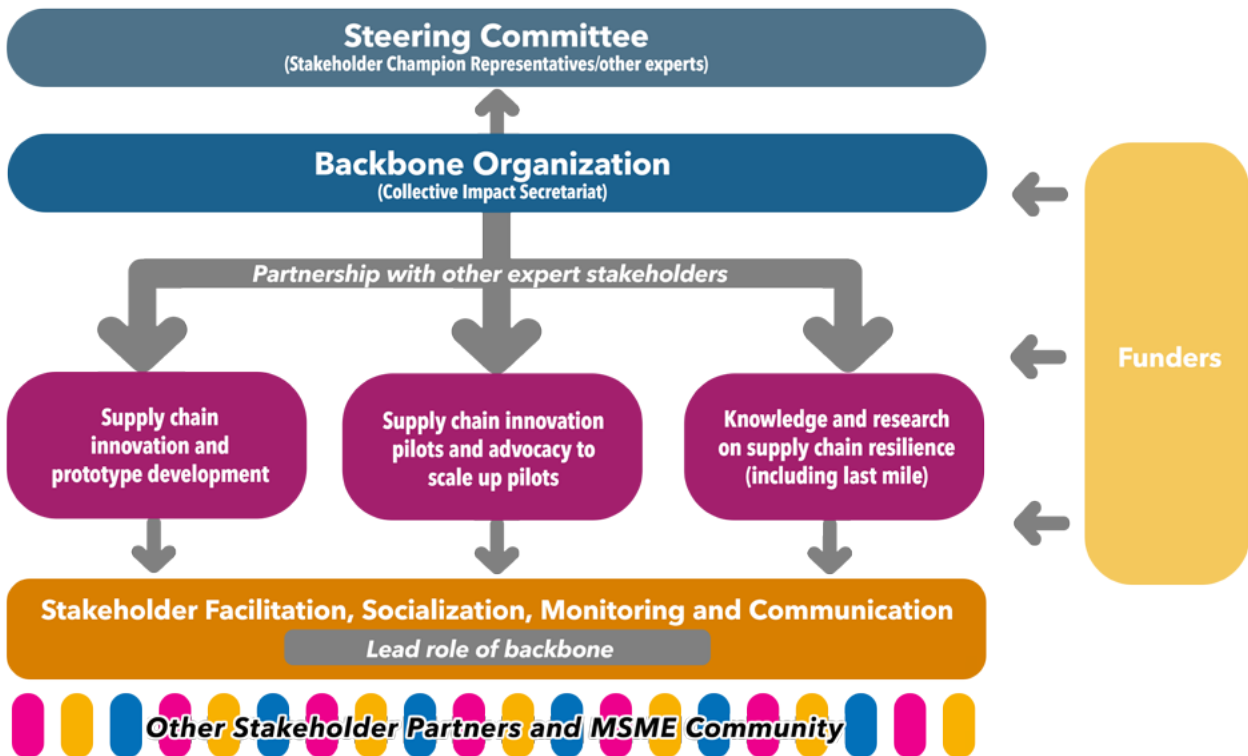 Steering Committee
(Stakeholder Champion Representatives/other experts)
Backbone Organization
(Collective Impact Secretariat)
Partnership with other expert stakeholders
Supply chain
innovation and
prototype development
Supply chain innovation
pilots and advocacy to
scale up pilots
Knowledge and research
on supply chain resilience
(including last mile)
Funders
Stakeholder Facilitation, Socialization, Monitoring and Communication
Lead role of backbone
Other Stakeholder Partners and MSME Community